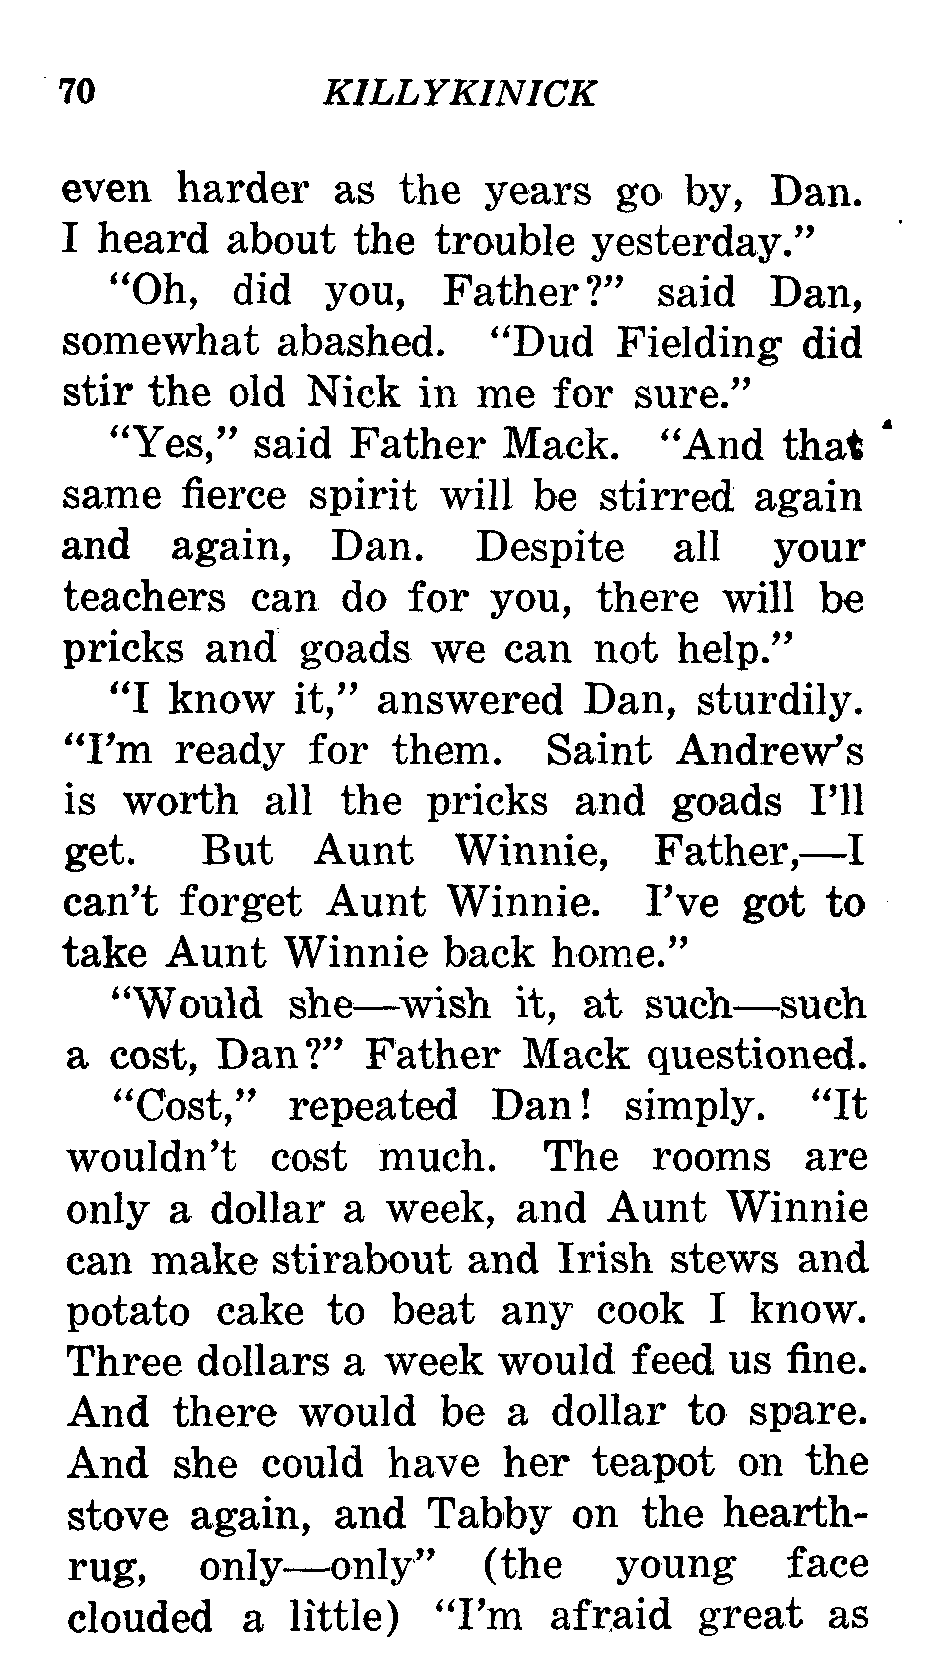 70 KILLYKINICK
even harder as the years go by, Dan.
I heard about the trouble yesterday.”
“Oh, did you, Father?” said Dan,
somewhat abashed. “Dud Fielding did
stir the old Nick in me for sure.”
“Yes,” said Father Mack. “And that
same fierce spirit will be stirred again
and again, Dan. Despite all your
teachers can do for you, there will be
pricks and goads we can not help.”
“I know it,” answered Dan, sturdily.
“I’m ready for them. Saint Andrew’s
is worth all the pricks and goads I’ll
get. But Aunt Winnie, Father,—I
can’t forget Aunt Winnie. I’ve got to
take Aunt Winnie back home.”
“Would she—wish it, at such—such
a cost, Dan?” Father Mack questioned.
“Cost,” repeated Dan! simply. “It
wouldn’t cost much. The rooms are
only a dollar a week, and Aunt Winnie
can make stirabout and Irish stews and
potato cake to beat any cook I know.
Three dollars a week would feed us fine.
And there would be a dollar to spare.
And she could have her teapot on the
stove again, and Tabby on the hearth-
rug, only—only” (the young face
clouded a little) “I’m afraid great as